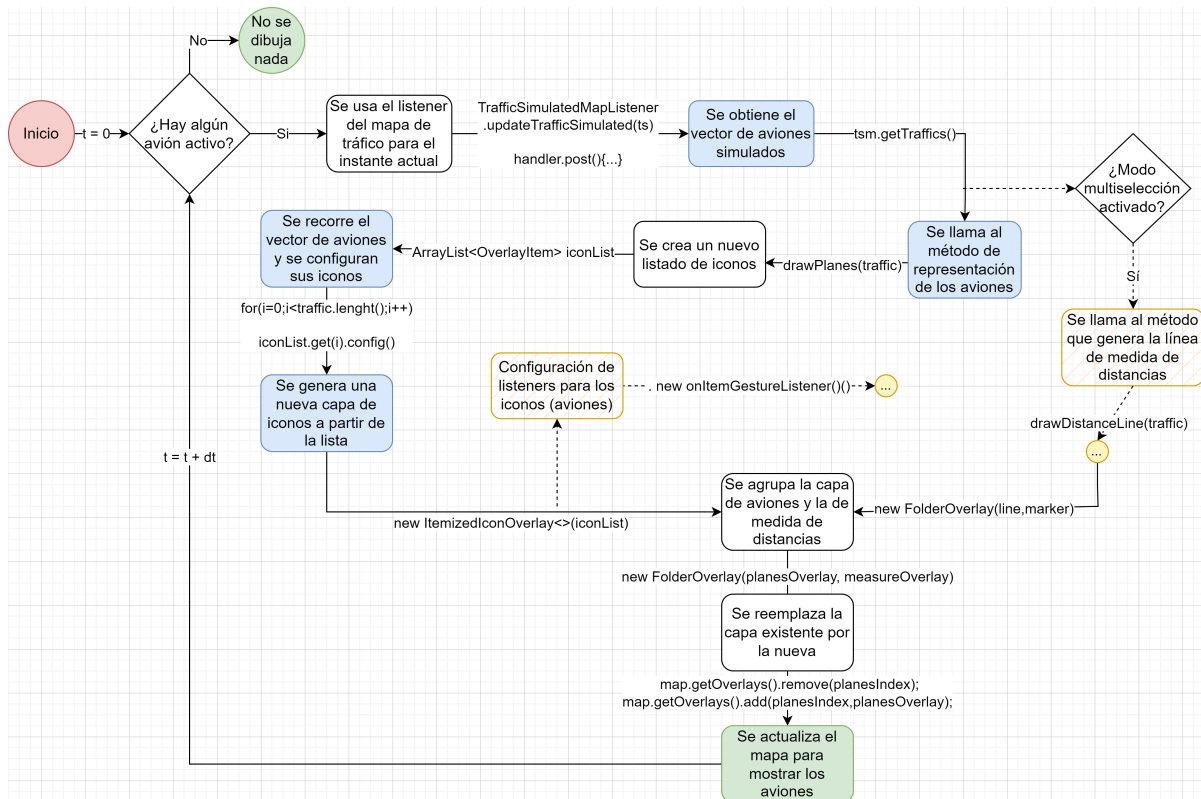 No se
dibuja
nada
No
Inicio
t = 0
¿Hay algún
avión activo?
Si
Se usa el listener
del mapa de
tráfico para el
instante actual
TrafficSimulatedMapListener
.updateTrafficSimulated(ts)
handler.post(){...}
Se obtiene el
vector de aviones
simulados
tsm.getTraffics()
¿Modo
multiselección
activado?
Sí
Se llama al
método de
representación
de los aviones
drawPlanes(traffic)
Se crea un nuevo
listado de iconos
ArrayList<OverlayItem> iconList
Se recorre el
vector de aviones
y se configuran
sus iconos
for(i=0;i<traffic.lenght();i++)
iconList.get(i).config()
Se genera una
nueva capa de
iconos a partir de
la lista
Configuración de
listeners para los
iconos (aviones)
. new onItemGestureListener()()
...
Se llama al método
que genera la línea
de medida de
distancias
drawDistanceLine(traffic)
...
t = t + dt
new ItemizedIconOverlay<>(iconList)
Se agrupa la capa
de aviones y la de
medida de
distancias
new FolderOverlay(line,marker)
new FolderOverlay(planesOverlay, measureOverlay)
Se reemplaza la
capa existente por
la nueva
map.getOverlays().remove(planesIndex);
map.getOverlays().add(planesIndex,planesOverlay);
Se actualiza el
mapa para
mostrar los
aviones